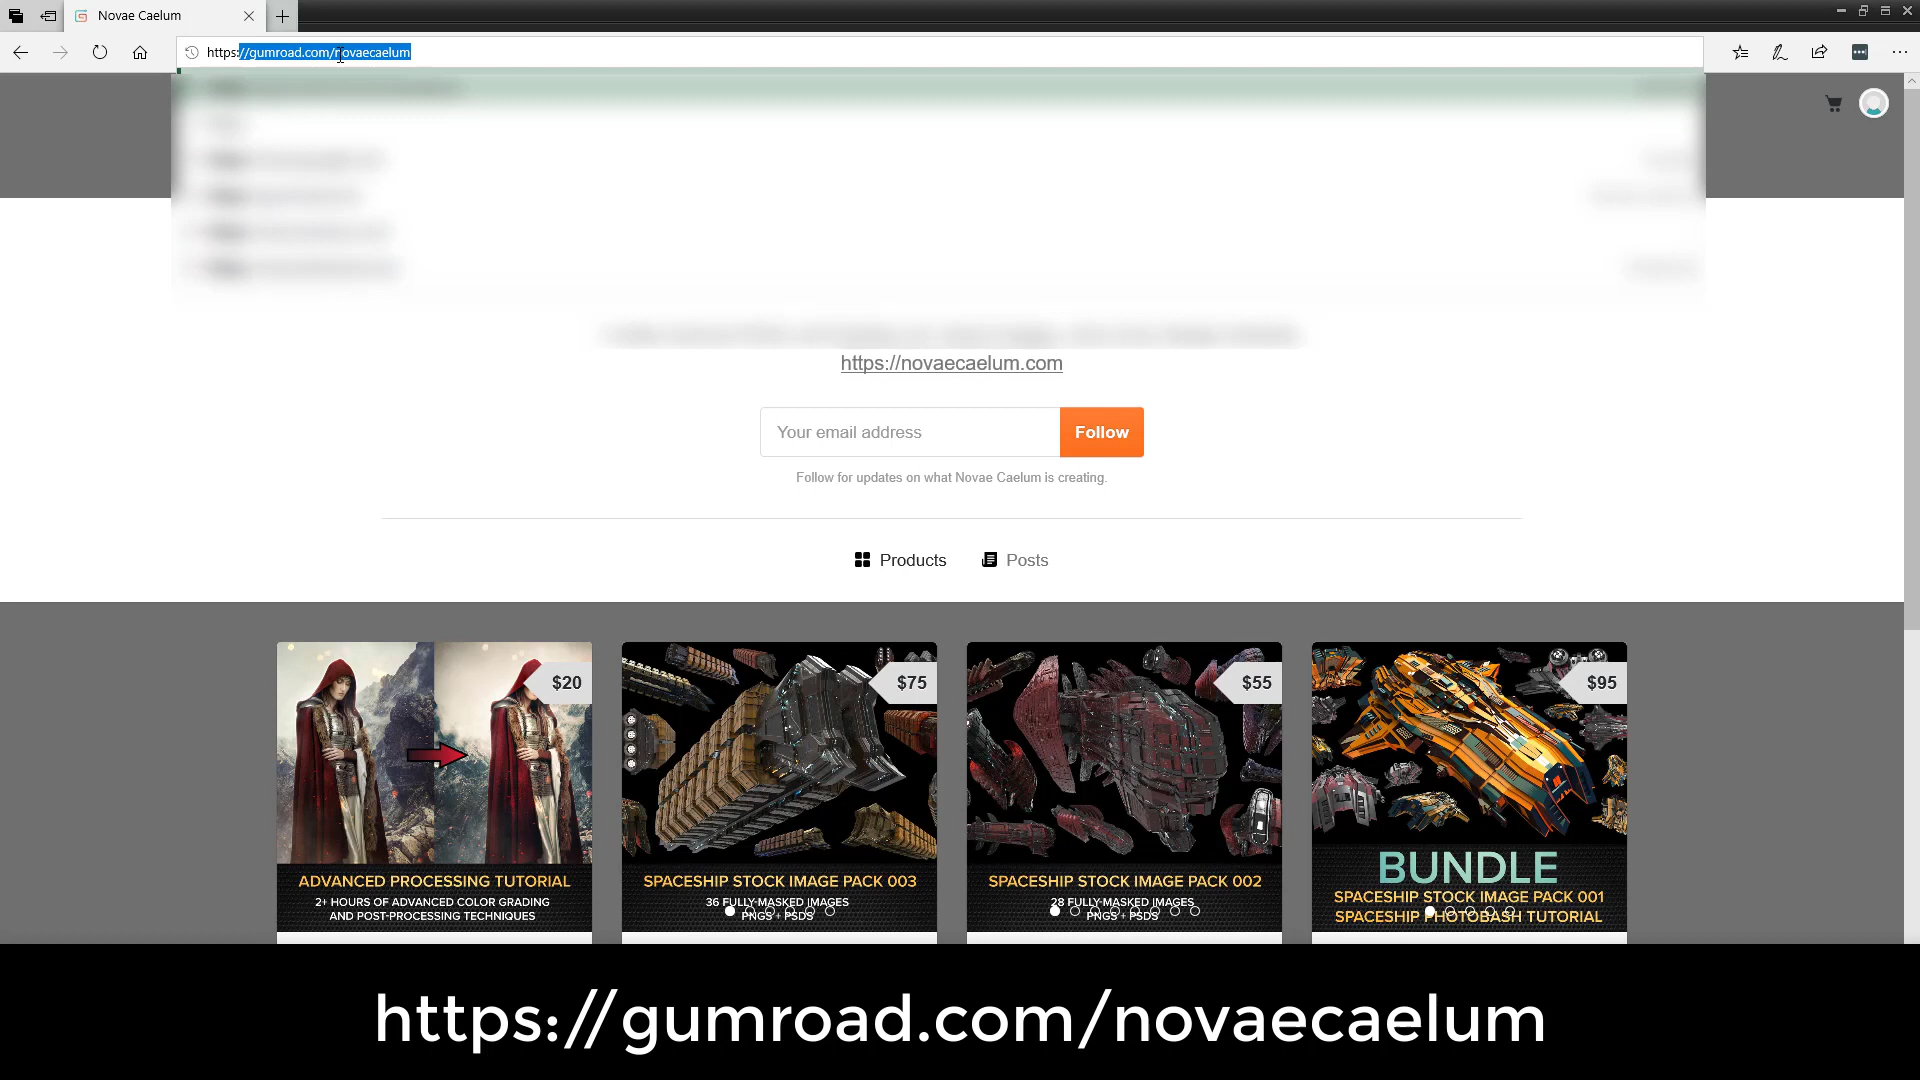 Novae Caelum
https://gumroad.com/novaecaelum
https://novaecaelum.com
Your email address
Follow
Follow for updates on what Novae Caelum is creating.
Products
Posts
$20
ADVANCED PROCESSING TUTORIAL
2+ HOURS OF ADVANCED COLOR GRADING
AND POST-PROCESSING TECHNIQUES
$75
SPACESHIP STOCK IMAGE PACK 003
36 FULLY-MASKED IMAGES
PNGS + PSDS
$55
SPACESHIP STOCK IMAGE PACK 002
28 FULLY-MASKED IMAGES
PNGS + PSDS
$95
BUNDLE
SPACESHIP STOCK IMAGE PACK 001
SPACESHIP PHOTOBASH TUTORIAL
https://gumroad.com/novaecaelum